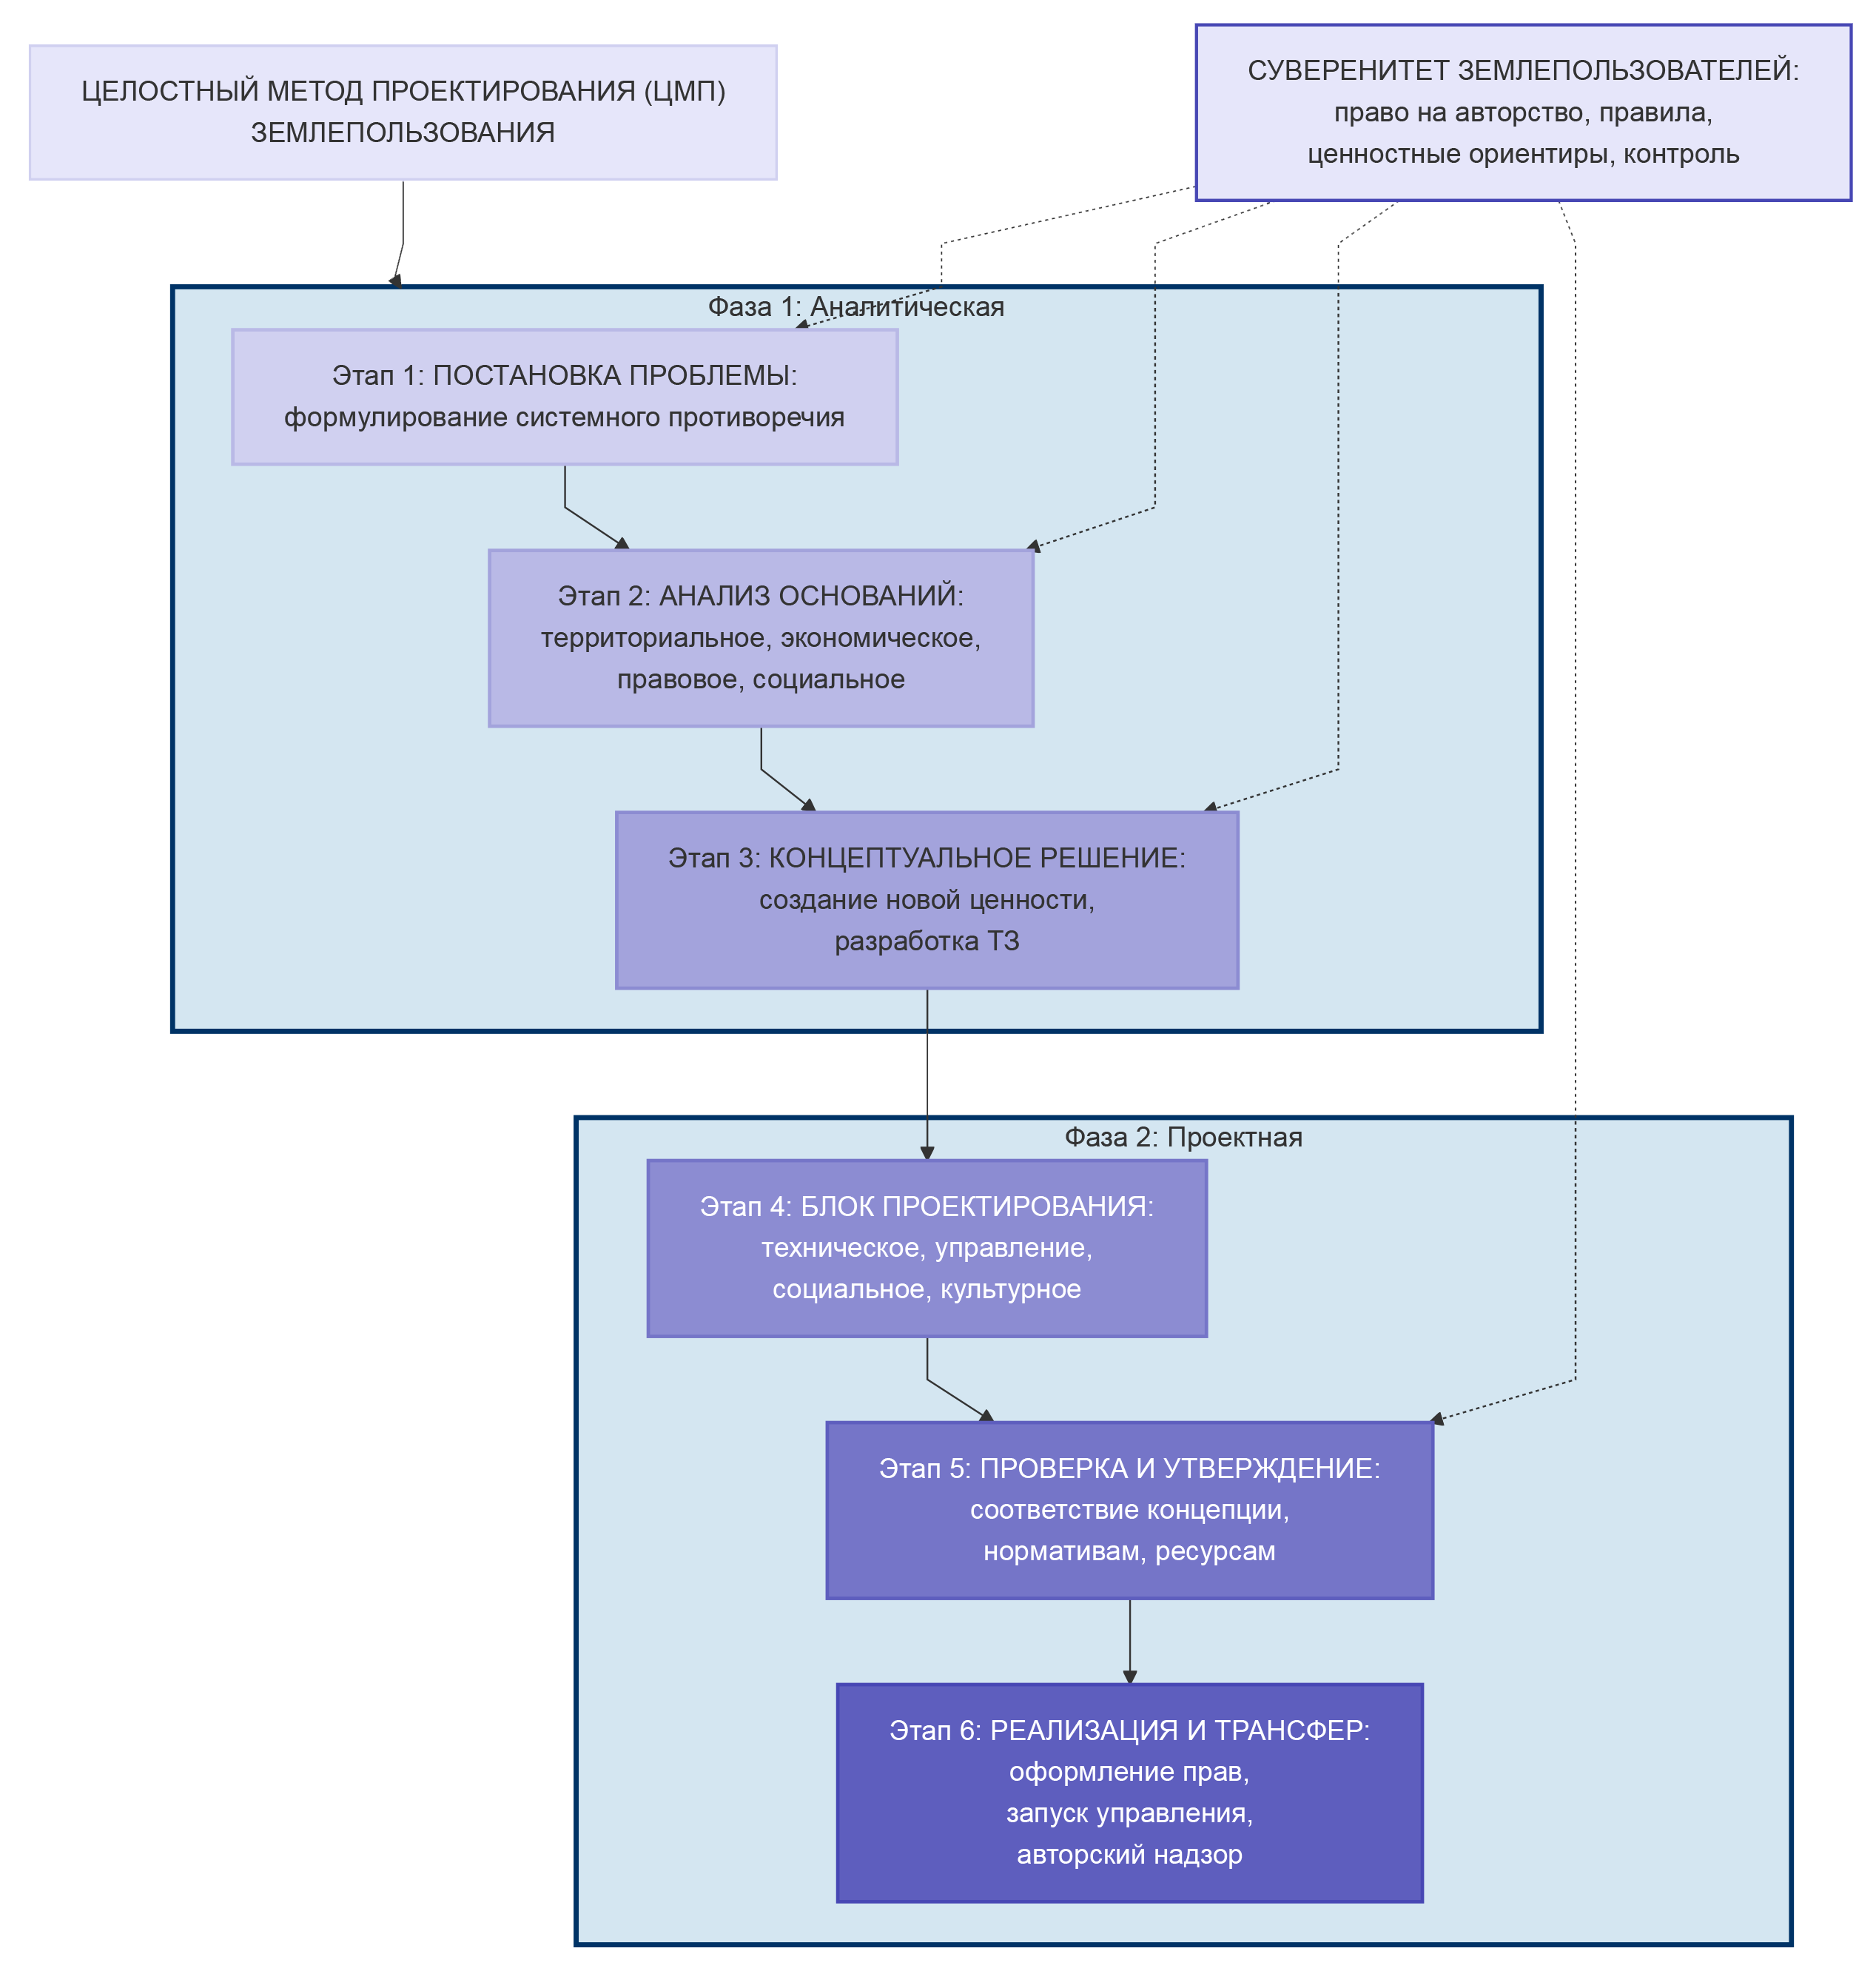 ЦЕЛОСТНЫЙ МЕТОД ПРОЕКТИРОВАНИЯ (ЦМП)
ЗЕМЛЕПОЛЬЗОВАНИЯ
СУВЕРЕНИТЕТ ЗЕМЛЕПОЛЬЗОВАТЕЛЕЙ:
право на авторство, правила,
ценностные ориентиры, контроль
Фаза 1: Аналитическая
Этап 1: ПОСТАНОВКА ПРОБЛЕМЫ:
формулирование системного противоречия
Этап 2: АНАЛИЗ ОСНОВАНИЙ:
территориальное, экономическое,
правовое, социальное
Этап 3: КОНЦЕПТУАЛЬНОЕ РЕШЕНИЕ:
создание новой ценности,
разработка ТЗ
Фаза 2: Проектная
Этап 4: БЛОК ПРОЕКТИРОВАНИЯ:
техническое, управление,
социальное, культурное
Этап 5: ПРОВЕРКА И УТВЕРЖДЕНИЕ:
соответствие концепции,
нормативам, ресурсам
Этап 6: РЕАЛИЗАЦИЯ И ТРАНСФЕР:
оформление прав,
запуск управления,
авторский надзор